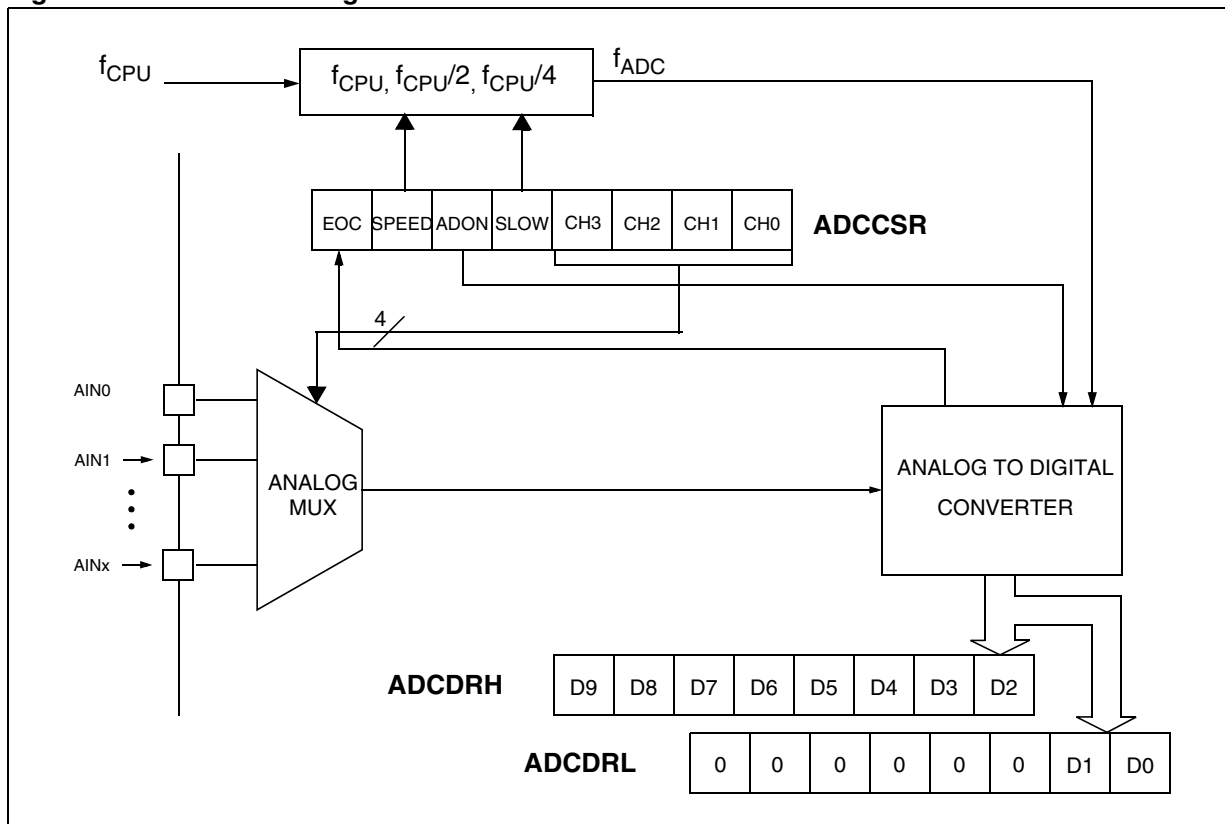 fCPU
fCPU, fCPU/2, fCPU/4
fADC
EOC SPEED ADON SLOW CH3 CH2 CH1 CH0
ADCCSR
4
AIN0
AIN1
AINx
ANALOG
MUX
ANALOG TO DIGITAL
CONVERTER
ADCDRH
D9 D8 D7 D6 D5 D4 D3 D2
ADCDRL
0 0 0 0 0 0 D1 D0